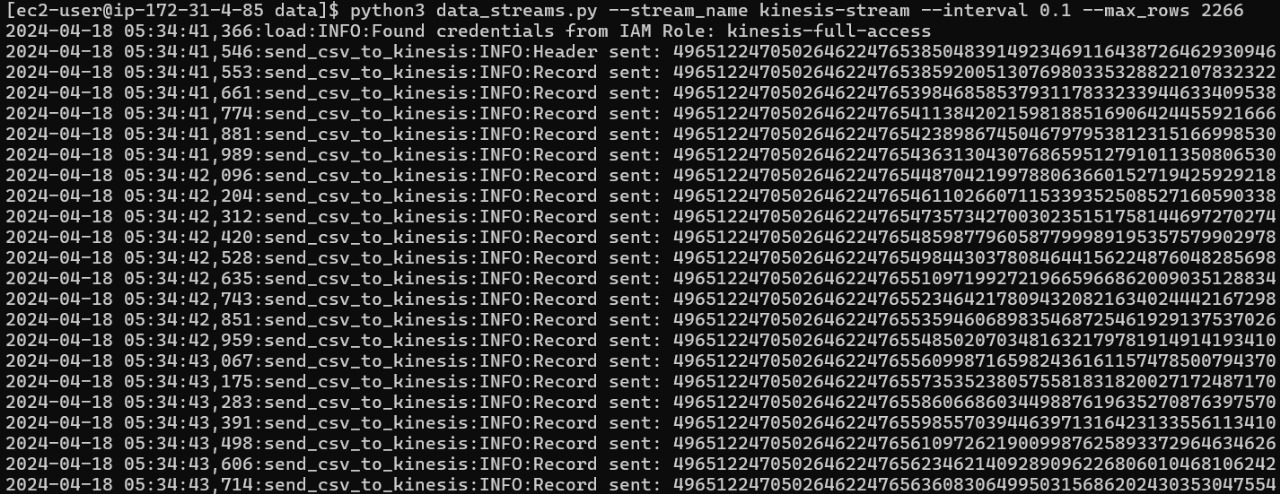 [ec2-user@ip-172-31-4-85 data]$ python3 data_streams.py --stream_name kinesis-stream --interval 0.1 --max_rows 2266
2024-04-18 05:34:41,366:load:INFO:Found credentials from IAM Role: kinesis-full-access
2024-04-18 05:34:41,546:send_csv_to_kinesis:INFO:Header sent: 49651224705026462247653850483914923469116438726462930946
2024-04-18 05:34:41,553:send_csv_to_kinesis:INFO:Record sent: 49651224705026462247653859200513076980335328822107832322
2024-04-18 05:34:41,661:send_csv_to_kinesis:INFO:Record sent: 49651224705026462247653984685853793117833233944633409538
2024-04-18 05:34:41,774:send_csv_to_kinesis:INFO:Record sent: 49651224705026462247654113842021598188516906424455921666
2024-04-18 05:34:41,881:send_csv_to_kinesis:INFO:Record sent: 49651224705026462247654238986745046797953812315166998530
2024-04-18 05:34:41,989:send_csv_to_kinesis:INFO:Record sent: 49651224705026462247654363130430768659512791011350806530
2024-04-18 05:34:42,096:send_csv_to_kinesis:INFO:Record sent: 49651224705026462247654487042199788063660152719425929218
2024-04-18 05:34:42,204:send_csv_to_kinesis:INFO:Record sent: 49651224705026462247654611026607115339352508527160590338
2024-04-18 05:34:42,312:send_csv_to_kinesis:INFO:Record sent: 49651224705026462247654735734270030235151758144697270274
2024-04-18 05:34:42,420:send_csv_to_kinesis:INFO:Record sent: 49651224705026462247654859877960587799989195357579902978
2024-04-18 05:34:42,528:send_csv_to_kinesis:INFO:Record sent: 49651224705026462247654984430378084644156224876048285698
2024-04-18 05:34:42,635:send_csv_to_kinesis:INFO:Record sent: 49651224705026462247655109719927219665966862009035128834
2024-04-18 05:34:42,743:send_csv_to_kinesis:INFO:Record sent: 49651224705026462247655234642178094320821634024442167298
2024-04-18 05:34:42,851:send_csv_to_kinesis:INFO:Record sent: 49651224705026462247655359460689835468725461929137537026
2024-04-18 05:34:42,959:send_csv_to_kinesis:INFO:Record sent: 49651224705026462247655485020703481632179781914914193410
2024-04-18 05:34:43,067:send_csv_to_kinesis:INFO:Record sent: 49651224705026462247655609987165982436161157478500794370
2024-04-18 05:34:43,175:send_csv_to_kinesis:INFO:Record sent: 49651224705026462247655735352380575581831820027172487170
2024-04-18 05:34:43,283:send_csv_to_kinesis:INFO:Record sent: 49651224705026462247655860668603449887619635270876397570
2024-04-18 05:34:43,391:send_csv_to_kinesis:INFO:Record sent: 49651224705026462247655985570394463971316423133556113410
2024-04-18 05:34:43,498:send_csv_to_kinesis:INFO:Record sent: 49651224705026462247656109726219009987625893372964634626
2024-04-18 05:34:43,606:send_csv_to_kinesis:INFO:Record sent: 49651224705026462247656234621409289096226806010468106242
2024-04-18 05:34:43,714:send_csv_to_kinesis:INFO:Record sent: 49651224705026462247656360830649950315686202430353047554